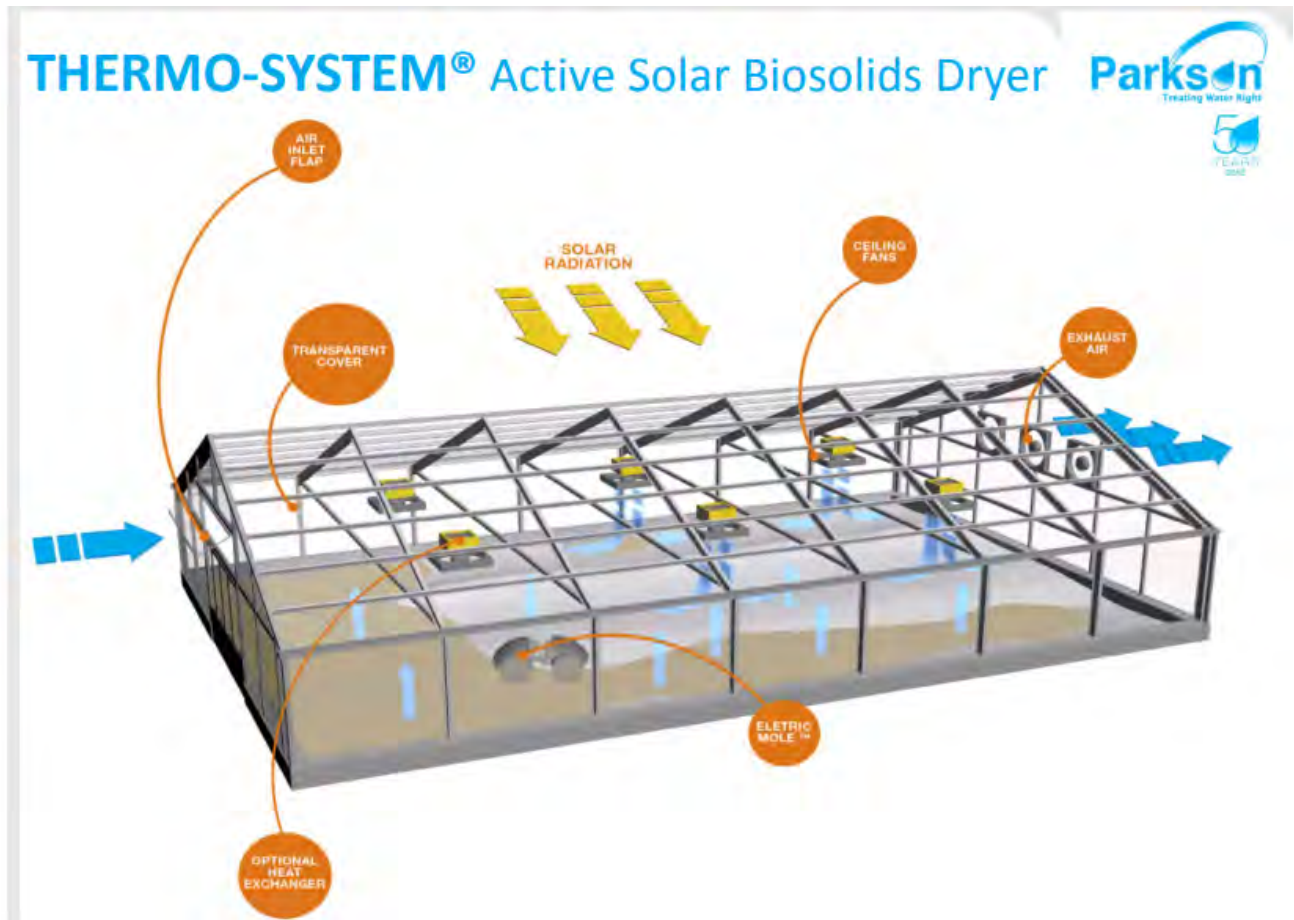 THERMO-SYSTEM® Active Solar Biosolids Dryer
Parkson
Treating Water Right
50
YEARS
AIR
INLET
FLAP
SOLAR
RADIATION
CEILING
FANS
TRANSPARENT
COVER
EXHAUST
AIR
ELETRIC
MOLE ™
OPTIONAL
HEAT
EXCHANGER